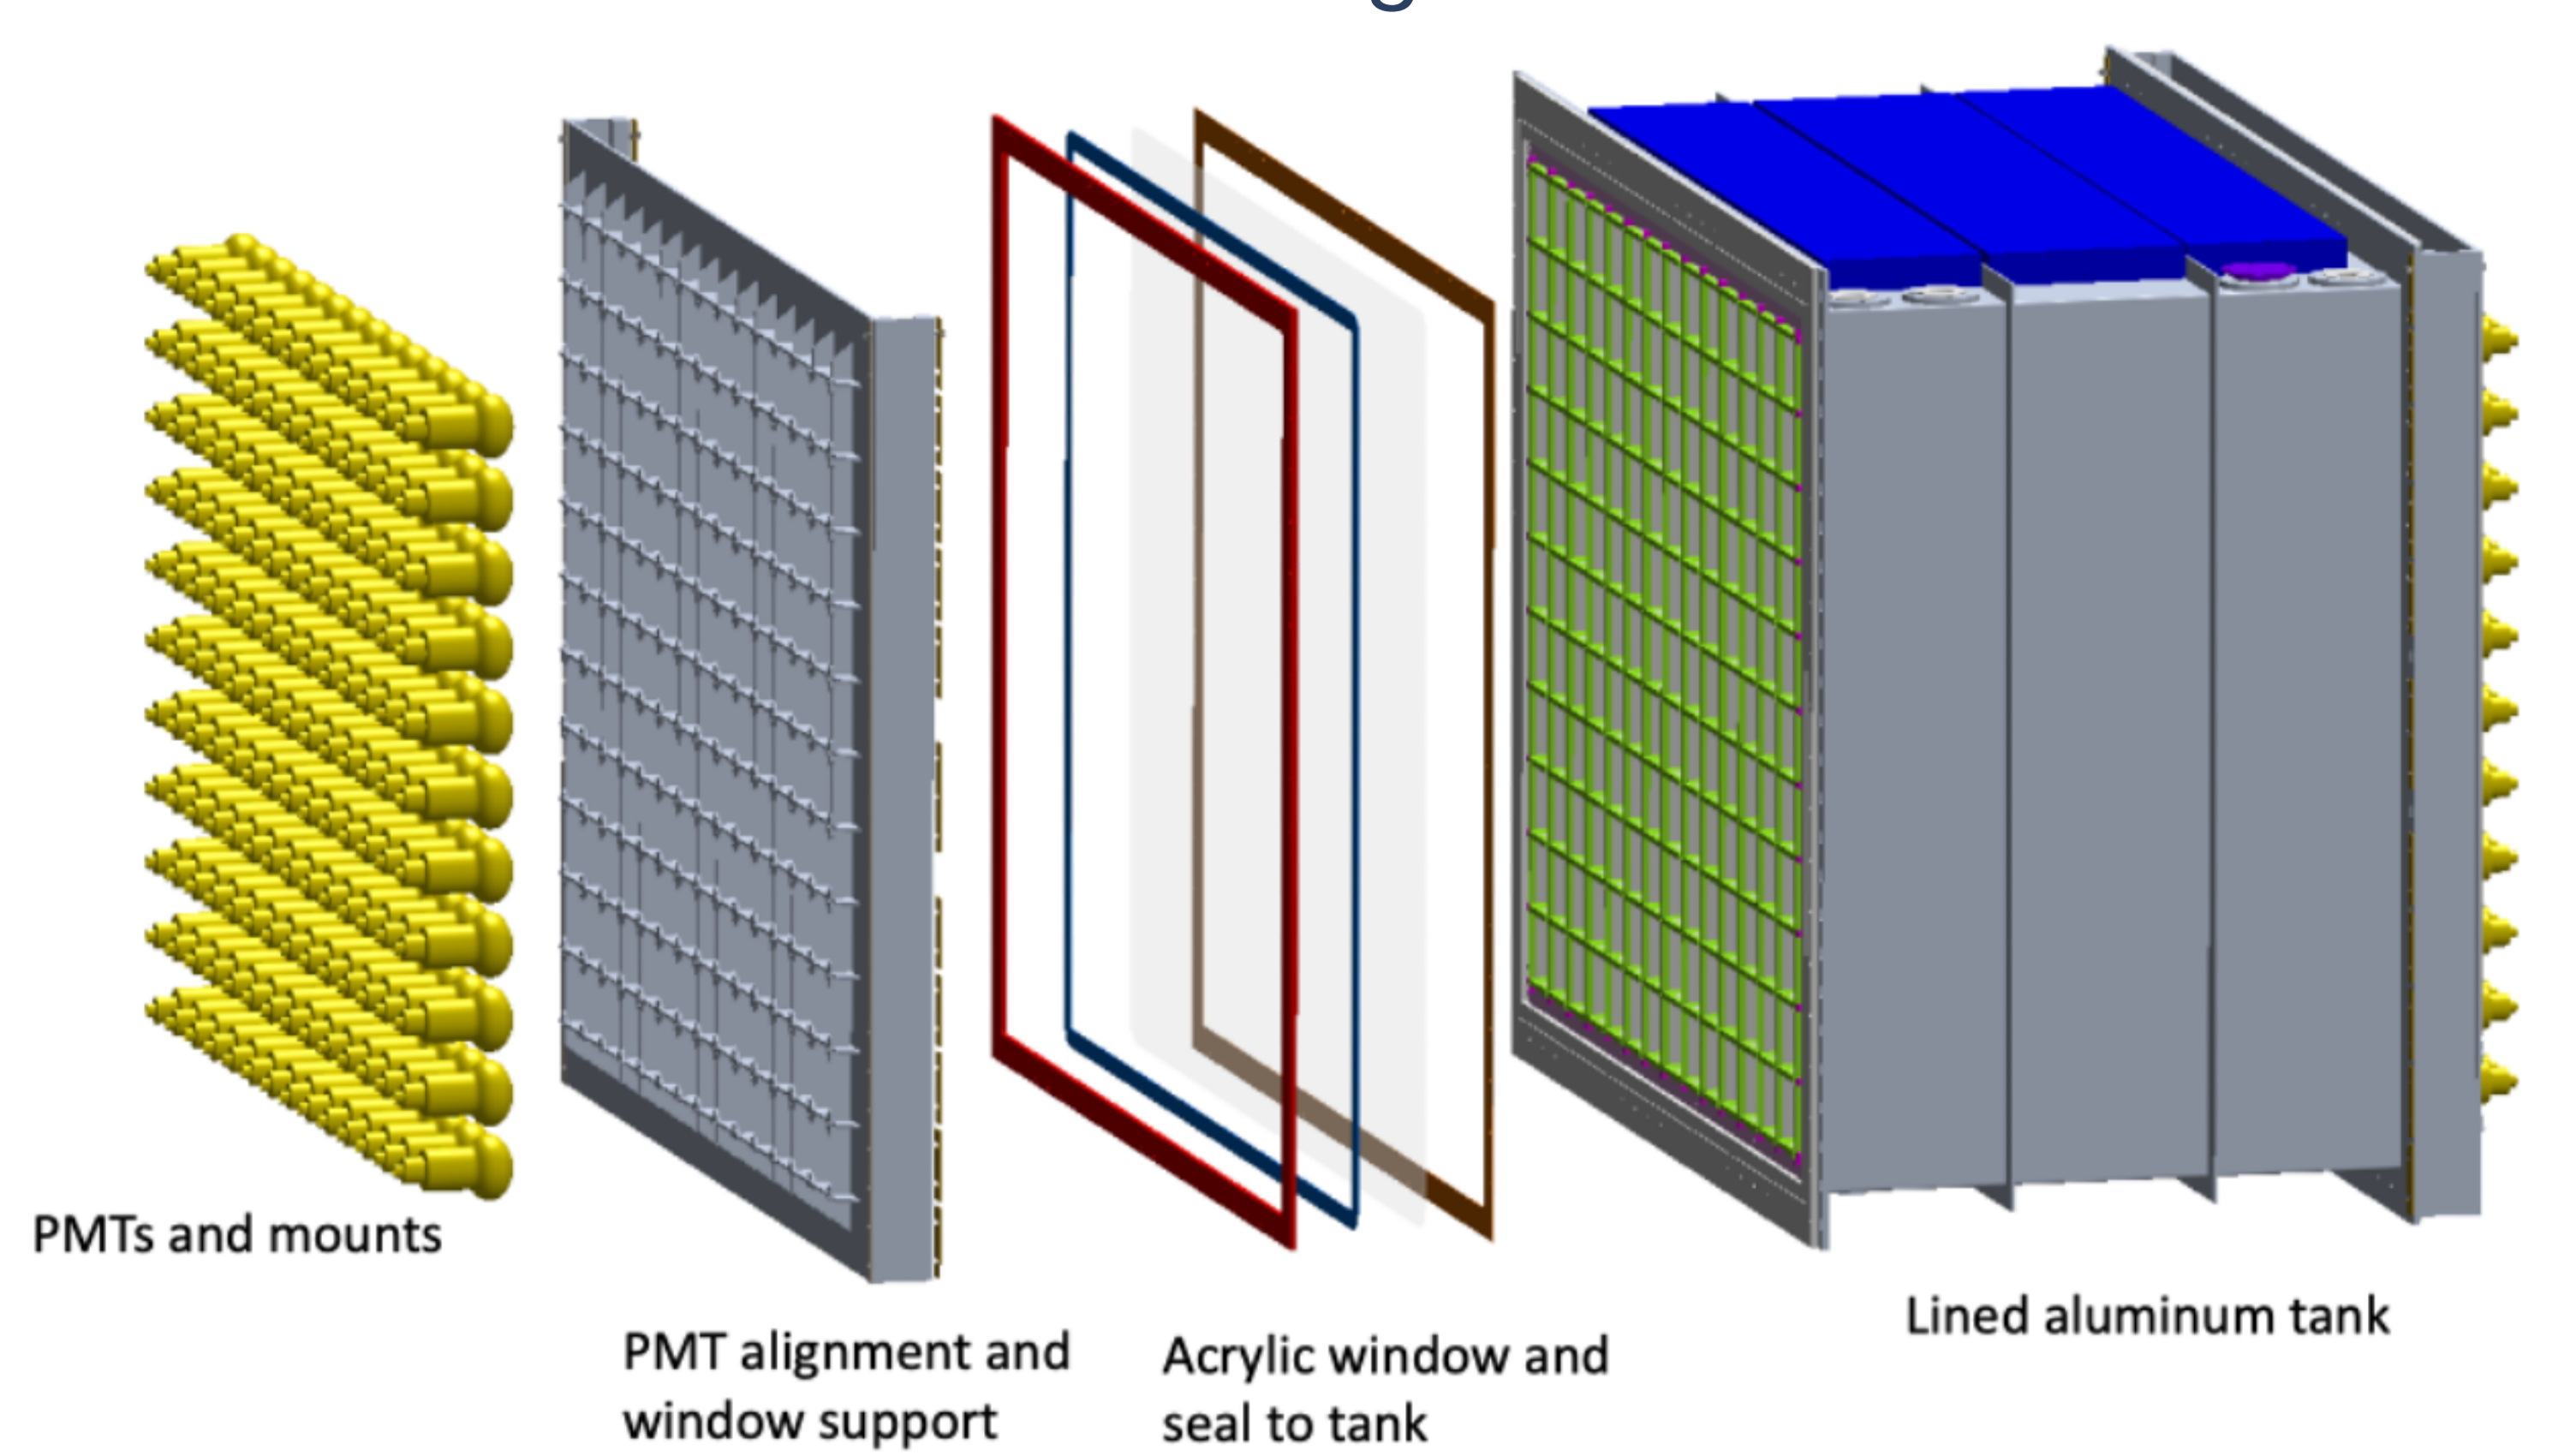 PMTs and mounts
PMT alignment and
window support
Acrylic window and
seal to tank
Lined aluminum tank